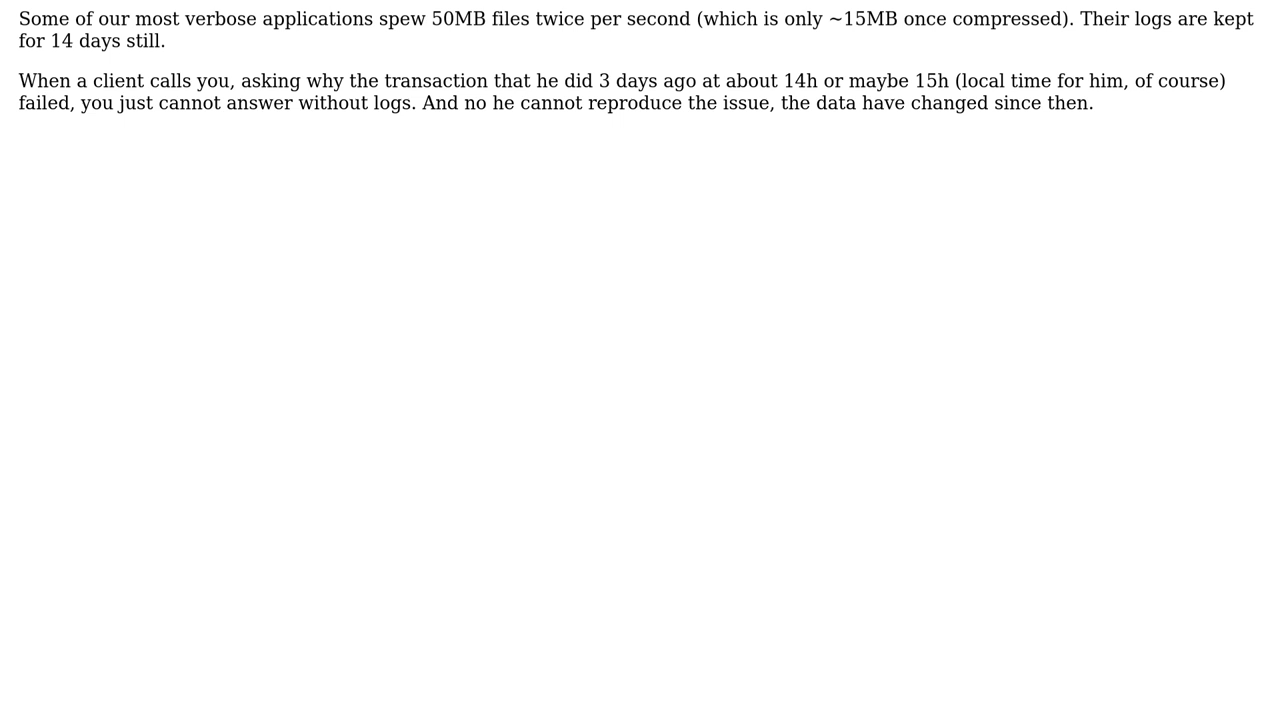 Some of our most verbose applications spew 50MB files twice per second (which is only ~15MB once compressed). Their logs are kept
for 14 days still.
When a client calls you, asking why the transaction that he did 3 days ago at about 14h or maybe 15h (local time for him, of course)
failed, you just cannot answer without logs. And no he cannot reproduce the issue, the data have changed since then.